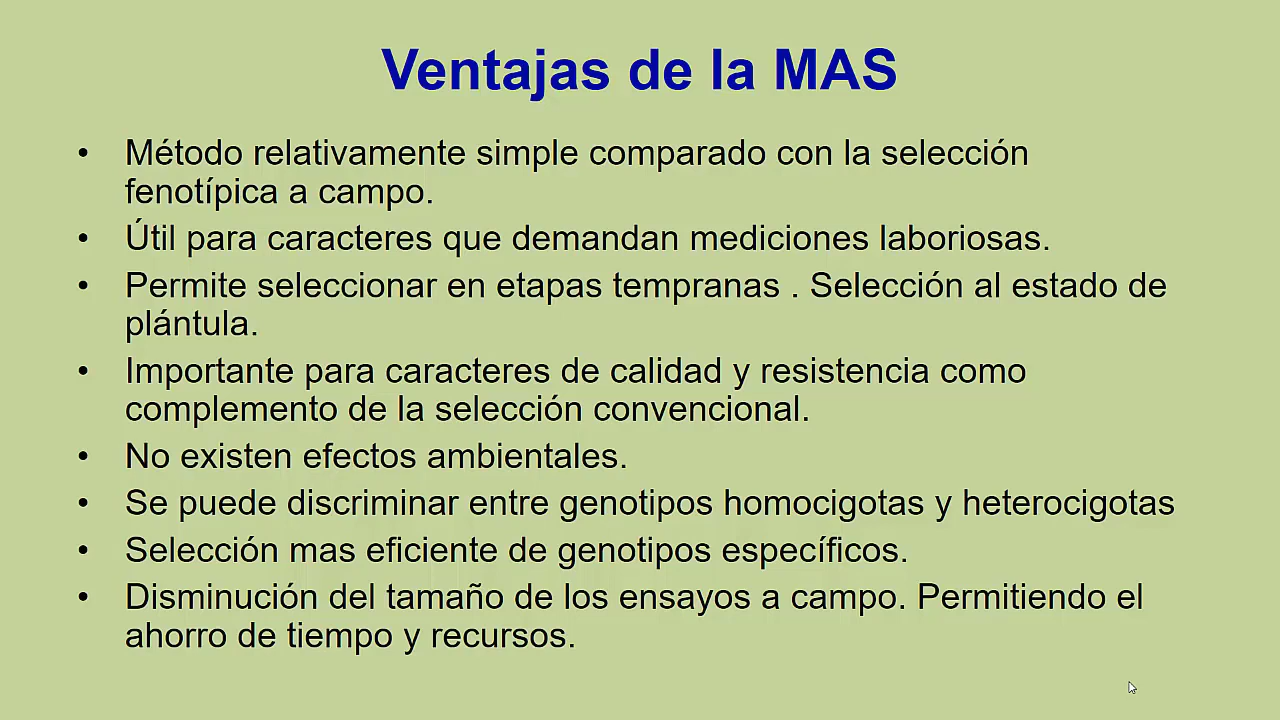 Ventajas de la MAS
• Método relativamente simple comparado con la selección
fenotípica a campo.
• Útil para caracteres que demandan mediciones laboriosas.
• Permite seleccionar en etapas tempranas . Selección al estado de
plántula.
• Importante para caracteres de calidad y resistencia como
complemento de la selección convencional.
• No existen efectos ambientales.
• Se puede discriminar entre genotipos homocigotas y heterocigotas
• Selección mas eficiente de genotipos específicos.
• Disminución del tamaño de los ensayos a campo. Permitiendo el
ahorro de tiempo y recursos.